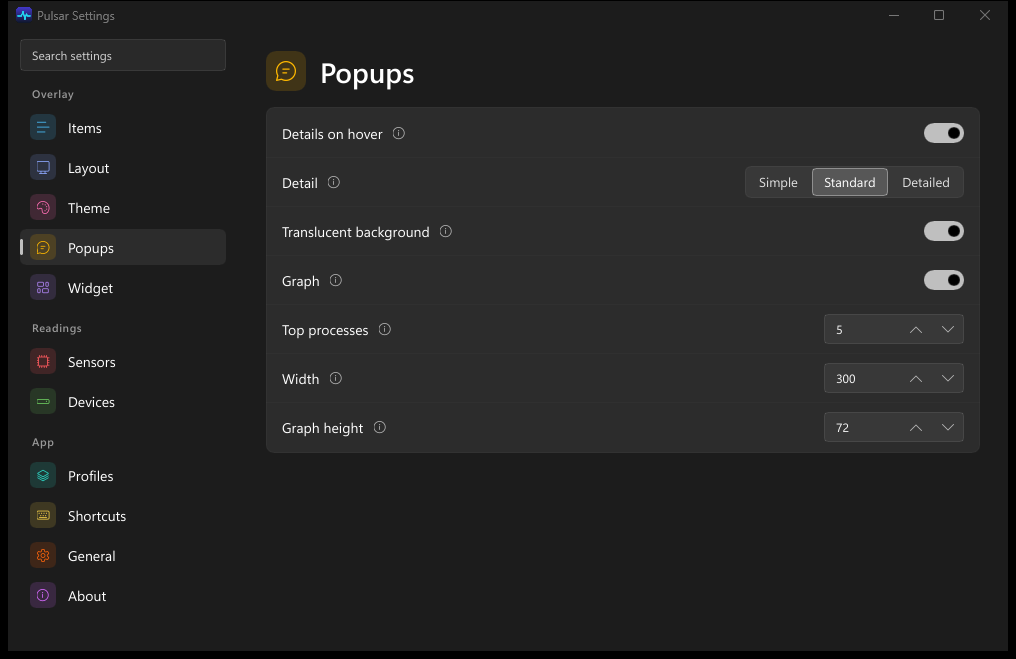 Pulsar Settings
Search settings
Overlay
Items
Layout
Theme
Popups
Widget
Readings
Sensors
Devices
App
Profiles
Shortcuts
General
About
Popups
Details on hover
Detail
Simple Standard Detailed
Translucent background
Graph
Top processes 5
Width 300
Graph height 72